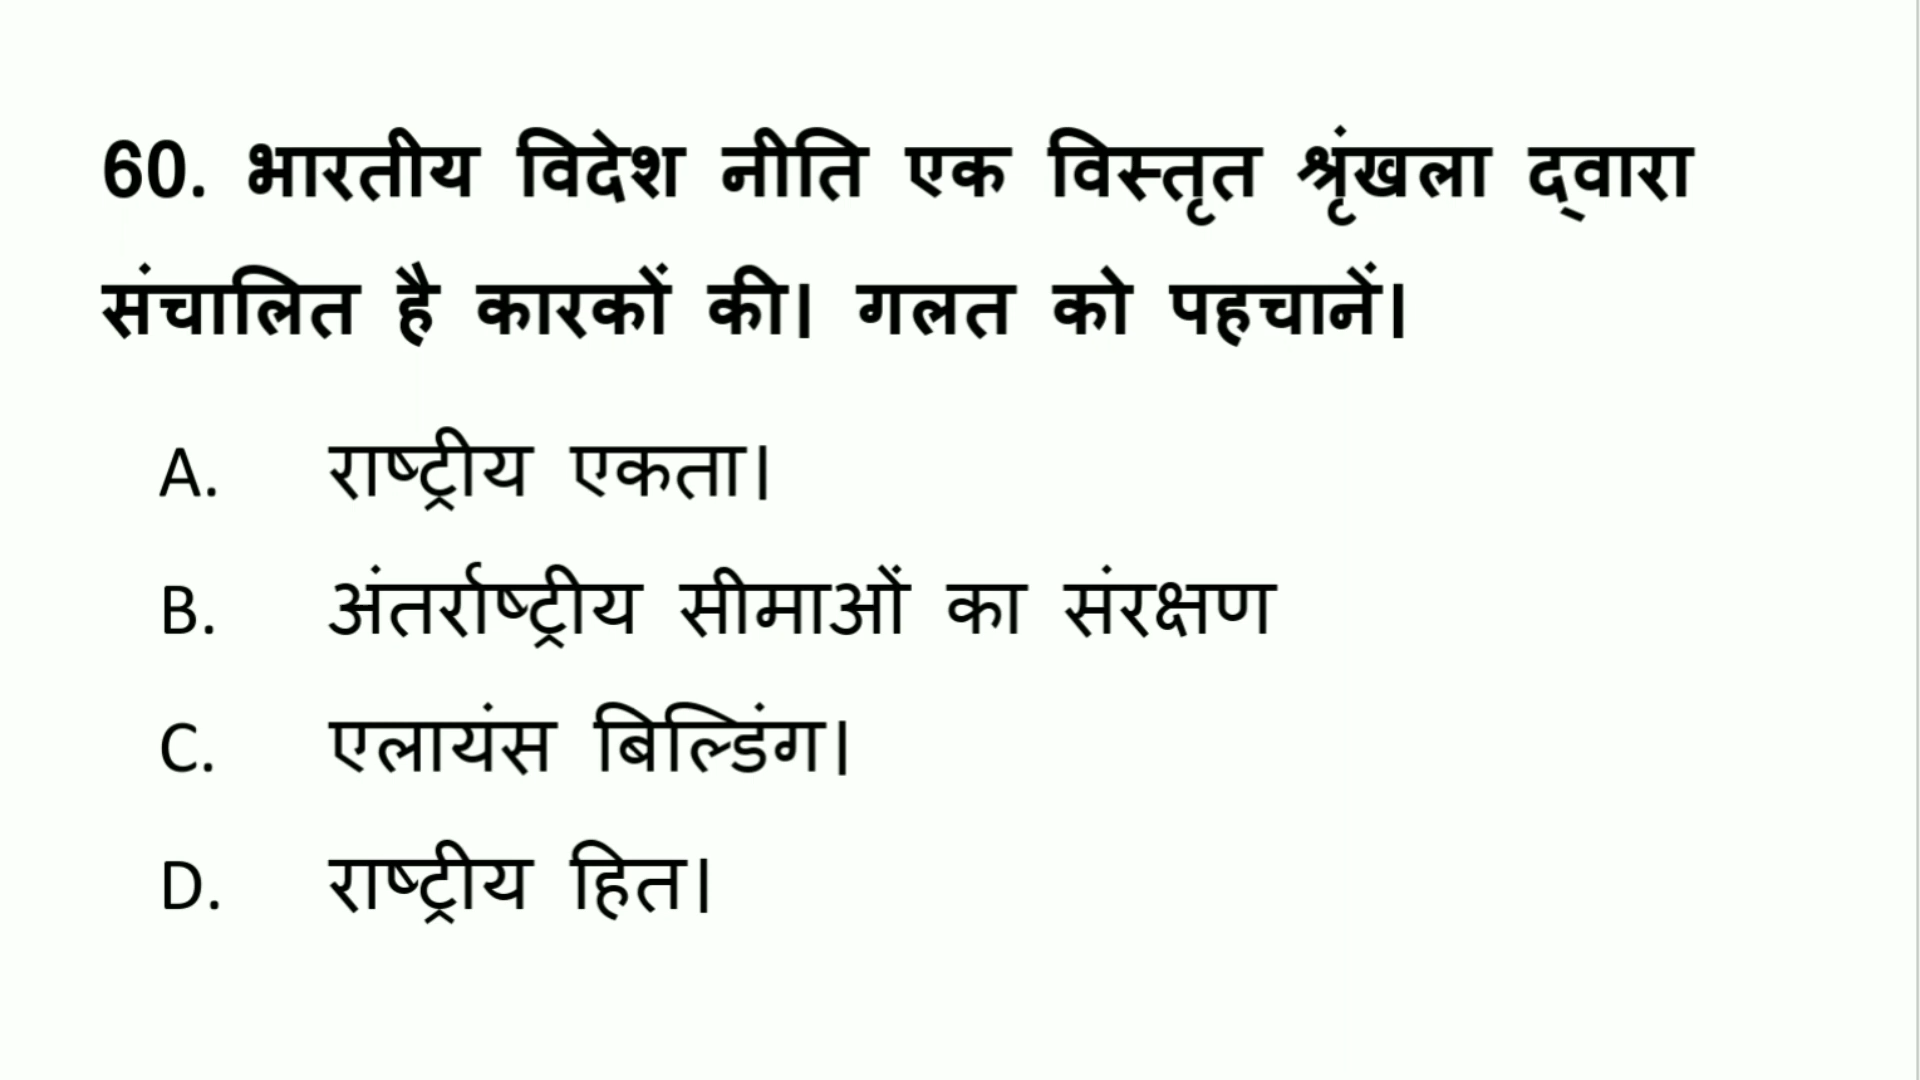 60. भारतीय विदेश नीति एक विस्तृत श्रृंखला द्वारा
संचालित है कारकों की। गलत को पहचानें।
A. राष्ट्रीय एकता।
B. अंतर्राष्ट्रीय सीमाओं का संरक्षण
C. एलायंस बिल्डिंग।
D. राष्ट्रीय हित।